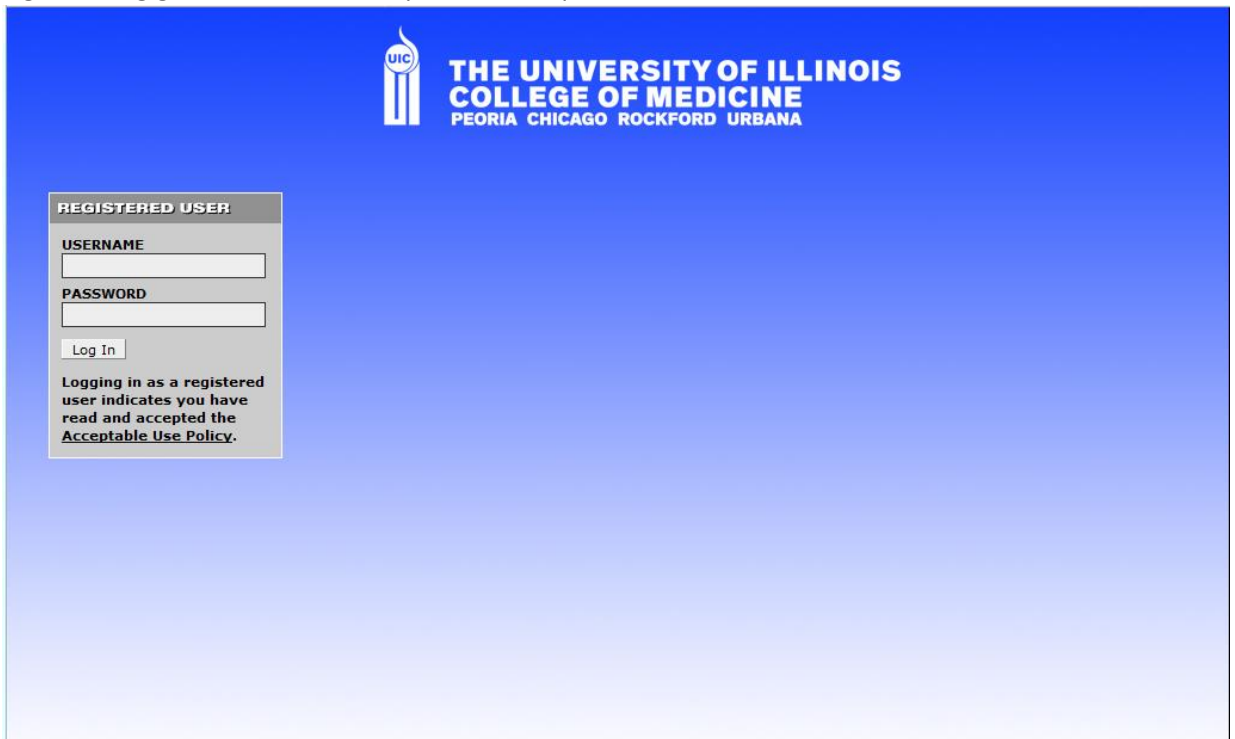 UIC
THE UNIVERSITY OF ILLINOIS
COLLEGE OF MEDICINE
PEORIA CHICAGO ROCKFORD URBANA
REGISTERED USER
USERNAME
PASSWORD
Log In
Logging in as a registered
user indicates you have
read and accepted the
Acceptable Use Policy.